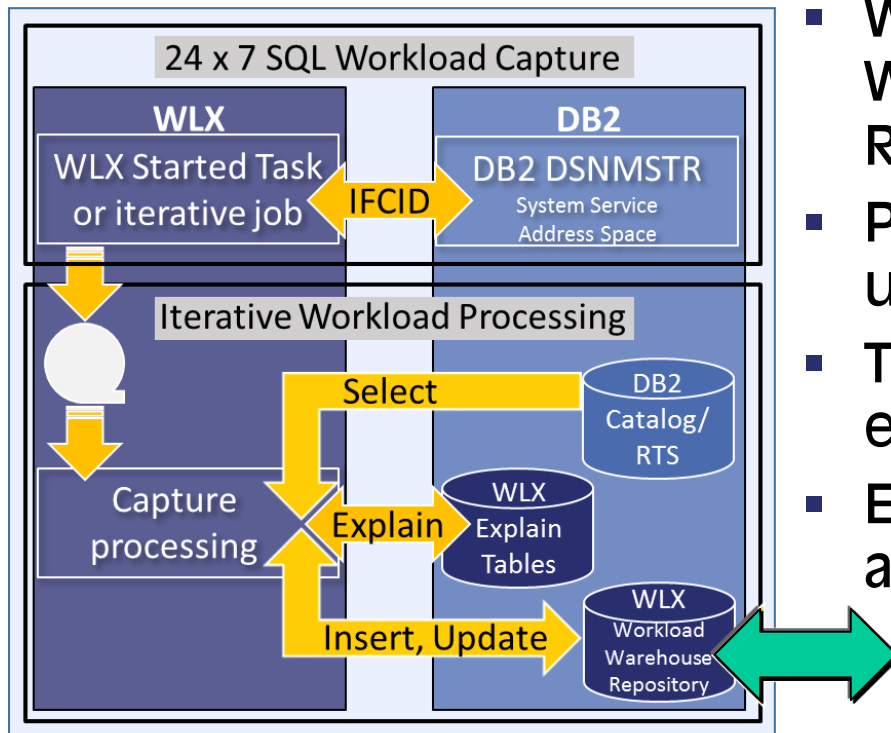 24 x 7 SQL Workload Capture
WLX
WLX Started Task
or iterative job
IFCID
DB2
DB2 DSNMSTR
System Service
Address Space
Iterative Workload Processing
Select
DB2
Catalog/
RTS
Capture
processing
Explain
WLX
Explain
Tables
Insert, Update
WLX
Workload
Warehouse
Repository